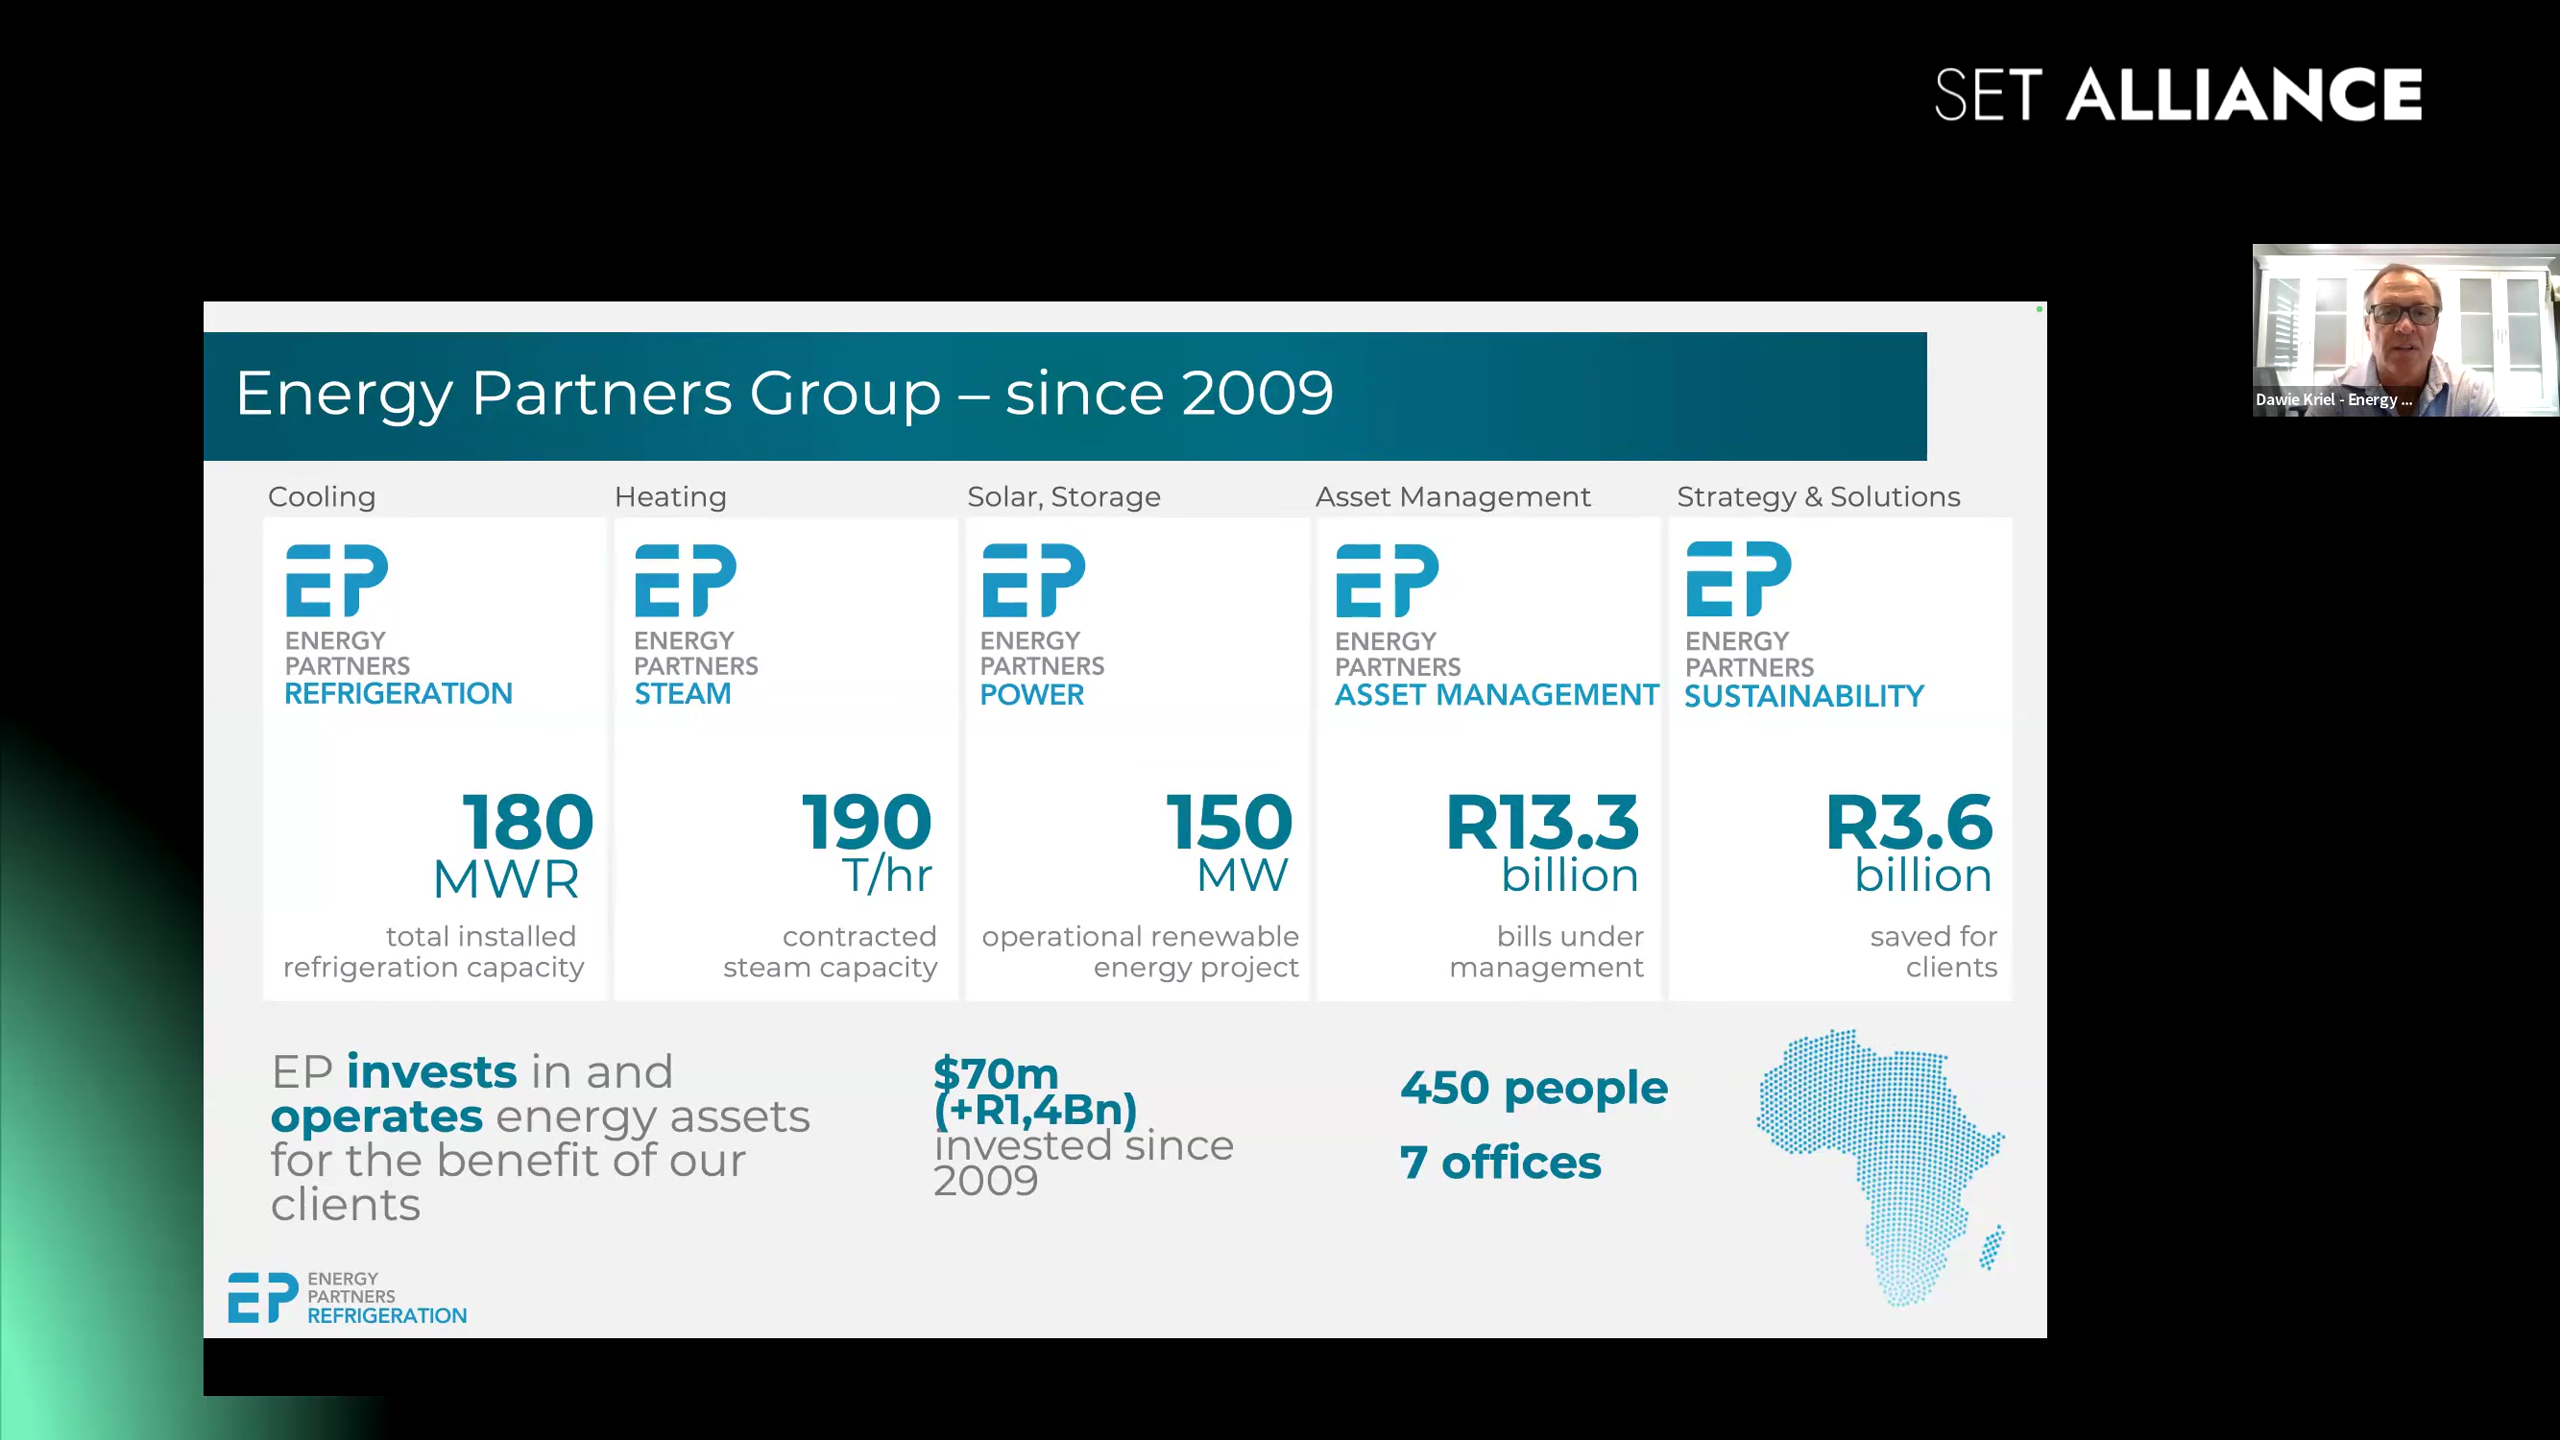 SET ALLIANCE
Dawie Kriel - Energy ...
Energy Partners Group – since 2009
Cooling
Heating
Solar, Storage
Asset Management
Strategy & Solutions
EP
ENERGY
PARTNERS
REFRIGERATION
180
MWR
total installed
refrigeration capacity
EP
ENERGY
PARTNERS
STEAM
190
T/hr
contracted
steam capacity
EP
ENERGY
PARTNERS
POWER
150
MW
operational renewable
energy project
EP
ENERGY
PARTNERS
ASSET MANAGEMENT
R13.3
billion
bills under
management
EP
ENERGY
PARTNERS
SUSTAINABILITY
R3.6
billion
saved for
clients
EP invests in and
operates energy assets
for the benefit of our
clients
$70m
(+R1,4Bn)
invested since
2009
450 people
7 offices
EP
ENERGY
PARTNERS
REFRIGERATION